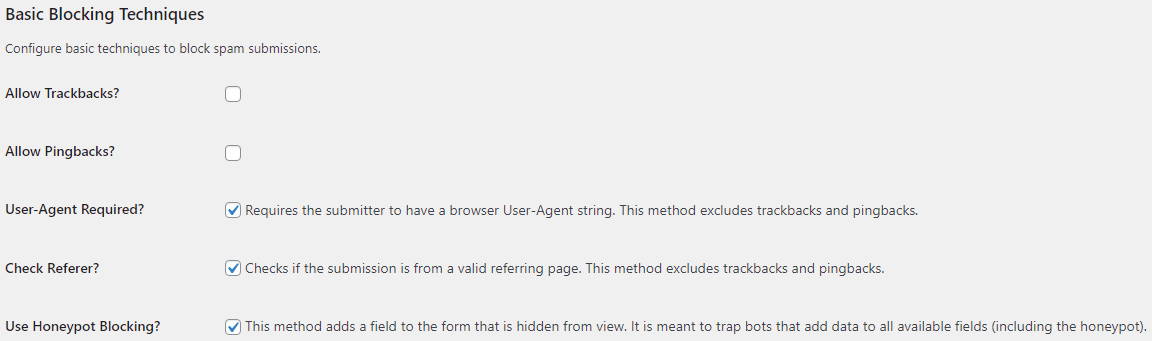 Basic Blocking Techniques
Configure basic techniques to block spam submissions.
Allow Trackbacks?
Allow Pingbacks?
User-Agent Required? Requires the submitter to have a browser User-Agent string. This method excludes trackbacks and pingbacks.
Check Referer? Checks if the submission is from a valid referring page. This method excludes trackbacks and pingbacks.
Use Honeypot Blocking? This method adds a field to the form that is hidden from view. It is meant to trap bots that add data to all available fields (including the honeypot).